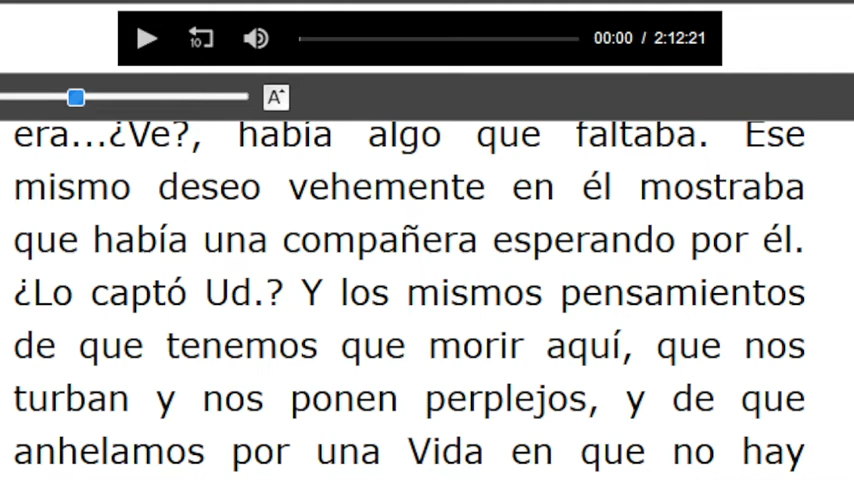 10
00:00 / 2:12:21
A
era...¿Ve?, había algo que faltaba. Ese
mismo deseo vehemente en él mostraba
que había una compañera esperando por él.
¿Lo captó Ud.? Y los mismos pensamientos
de que tenemos que morir aquí, que nos
turban y nos ponen perplejos, y de que
anhelamos por una Vida en que no hay